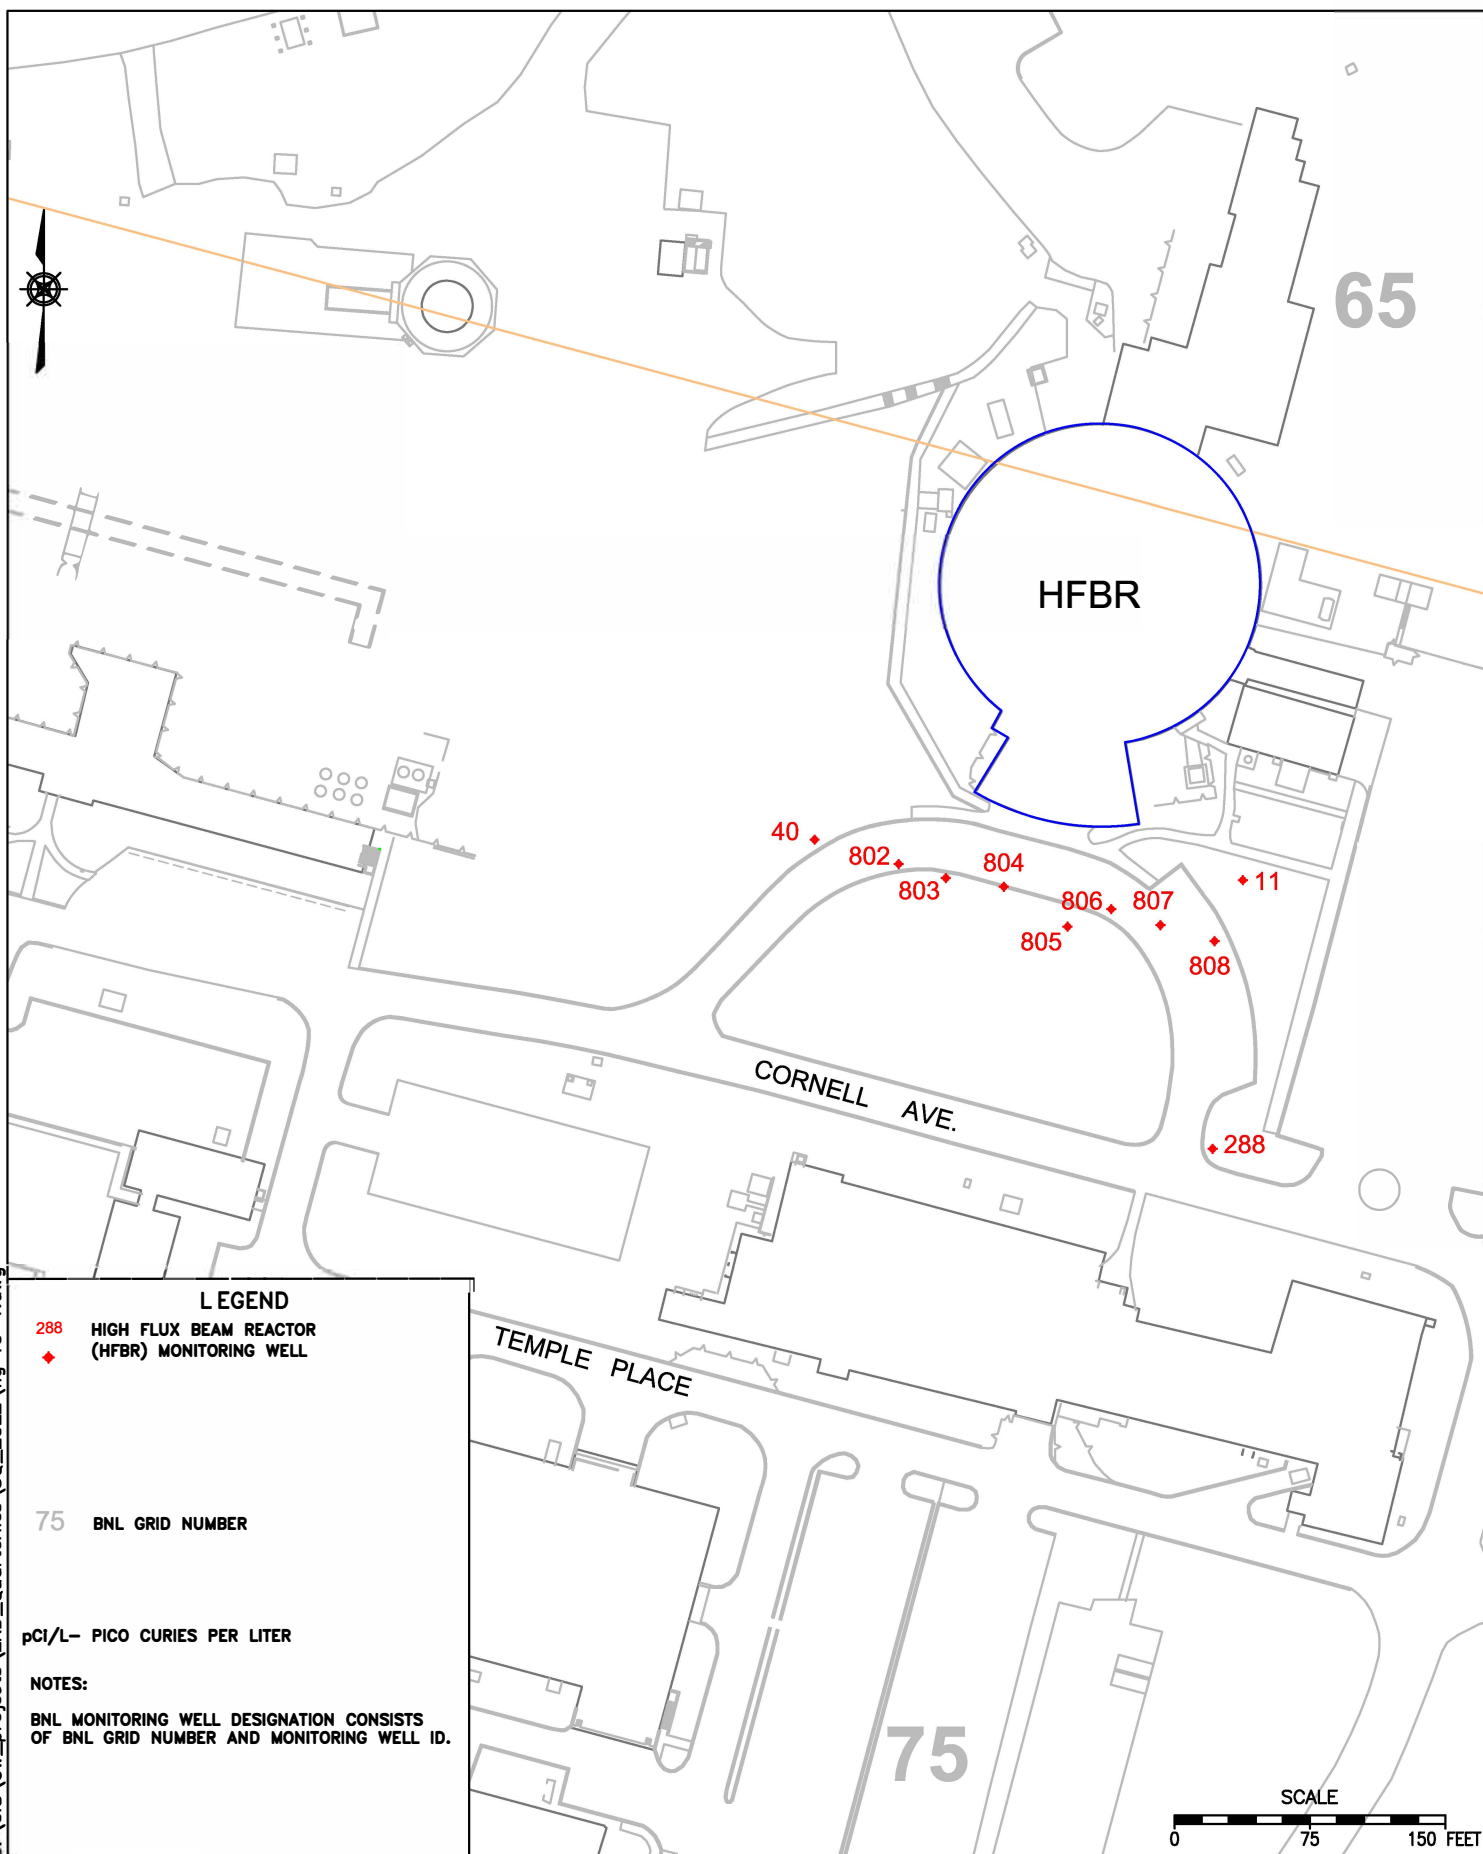 65
HFBR
40
802
803
804
805
806
807
808
11
288
CORNELL AVE.
TEMPLE PLACE
75
LEGEND
288 HIGH FLUX BEAM REACTOR
(HFBR) MONITORING WELL
75 BNL GRID NUMBER
pCi/L- PICO CURIES PER LITER
NOTES:
BNL MONITORING WELL DESIGNATION CONSISTS
OF BNL GRID NUMBER AND MONITORING WELL ID.
SCALE
0 75 150 FEET